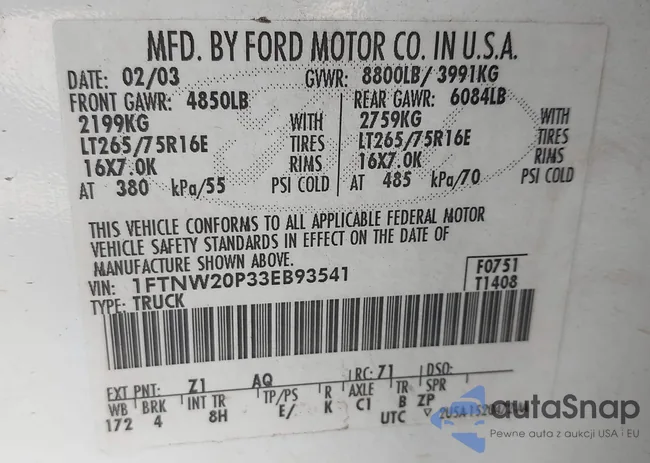 MFD. BY FORD MOTOR CO. IN U.S.A.
DATE: 02/03 GVWR: 8800LB/ 3991KG
FRONT GAWR: 4850LB REAR GAWR: 6084LB
2199KG WITH 2759KG WITH
LT265/75R16E TIRES LT265/75R16E TIRES
16X7.0K RIMS 16X7.0K RIMS
AT 380 kPa/55 PSI COLD AT 485 kPa/70 PSI COLD
THIS VEHICLE CONFORMS TO ALL APPLICABLE FEDERAL MOTOR
VEHICLE SAFETY STANDARDS IN EFFECT ON THE DATE OF
MANUFACTURE SHOWN ABOVE.
VIN: 1FTNW20P33EB93541 F0751
TYPE: TRUCK T1408
EXT PNT: Z1 AQ RC: 71 DSO:
WB BRK INT TR TP/PS R AXLE TR SPR
172 4 8H E/ K C1 B ZP
UTC
autoSnap
Pewne auta z aukcji USA i EU